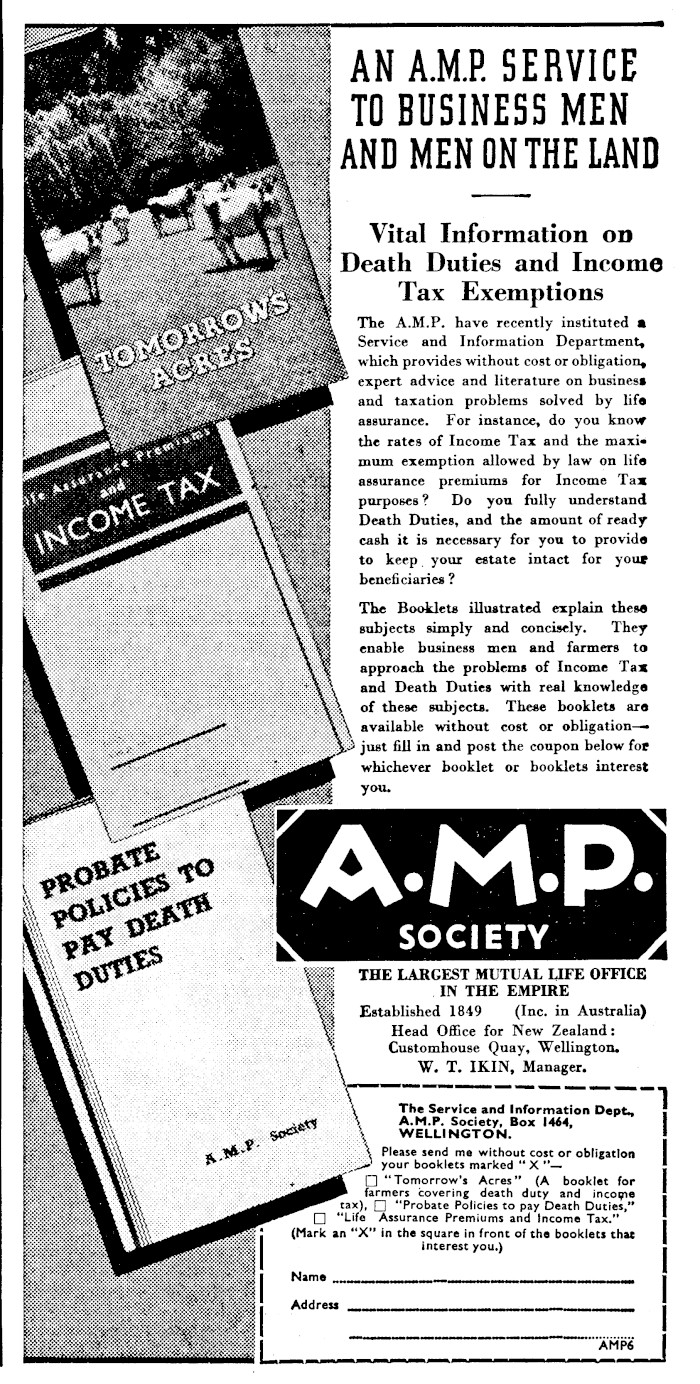 AN A.M.P. SERVICE
TO BUSINESS MEN
AND MEN ON THE LAND
Vital Information on
Death Duties and Income
Tax Exemptions
The A.M.P. have recently instituted a
Service and Information Department,
which provides without cost or obligation,
expert advice and literature on business
and taxation problems solved by life
assurance. For instance, do you know
the rates of Income Tax and the maxi-
mum exemption allowed by law on life
assurance premiums for Income Tax
purposes? Do you fully understand
Death Duties, and the amount of ready
cash it is necessary for you to provide
to keep your estate intact for your
beneficiaries?
The Booklets illustrated explain these
subjects simply and concisely. They
enable business men and farmers to
approach the problems of Income Tax
and Death Duties with real knowledge
of these subjects. These booklets are
available without cost or obligation—
just fill in and post the coupon below for
whichever booklet or booklets interest
you.
TOMORROW'S
ACRES
Life Assurance Premiums
and
INCOME TAX
PROBATE
POLICIES TO
PAY DEATH
DUTIES
A.M.P. Society
A.M.P.
SOCIETY
THE LARGEST MUTUAL LIFE OFFICE
IN THE EMPIRE
Established 1849 (Inc. in Australia)
Head Office for New Zealand:
Customhouse Quay, Wellington.
W. T. IKIN, Manager.
The Service and Information Dept.,
A.M.P. Society, Box 1464,
WELLINGTON.
Please send me without cost or obligation
your booklets marked "X"—
□ "Tomorrow's Acres" (A booklet for
farmers covering death duty and income
tax), □ "Probate Policies to pay Death Duties,"
□ "Life Assurance Premiums and Income Tax."
(Mark an "X" in the square in front of the booklets that
interest you.)
Name
Address
AMP6